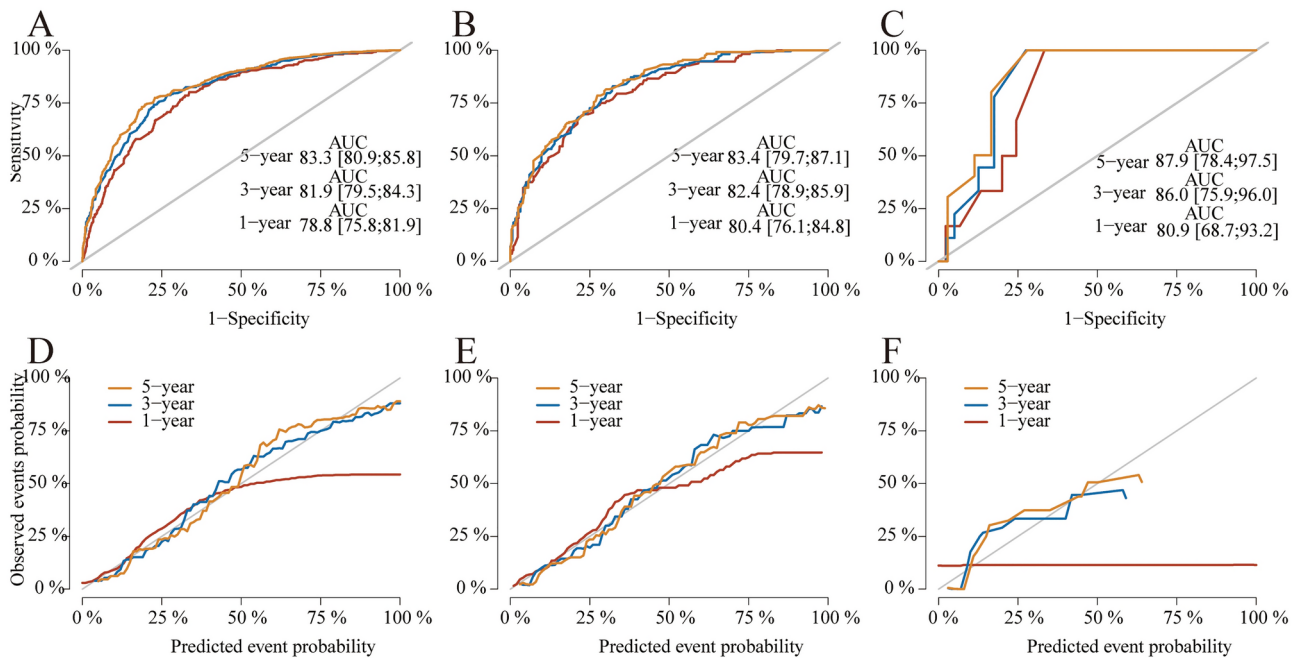 A
100 %
75 %
50 %
25 %
0 %
Sensitivity
AUC
5−year 83.3 [80.9;85.8]
AUC
3−year 81.9 [79.5;84.3]
AUC
1−year 78.8 [75.8;81.9]
0 % 25 % 50 % 75 % 100 %
1−Specificity
B
100 %
75 %
50 %
25 %
0 %
AUC
5−year 83.4 [79.7;87.1]
AUC
3−year 82.4 [78.9;85.9]
AUC
1−year 80.4 [76.1;84.8]
0 % 25 % 50 % 75 % 100 %
1−Specificity
C
100 %
75 %
50 %
25 %
0 %
AUC
5−year 87.9 [78.4;97.5]
AUC
3−year 86.0 [75.9;96.0]
AUC
1−year 80.9 [68.7;93.2]
0 % 25 % 50 % 75 % 100 %
1−Specificity
D
100 %
75 %
50 %
25 %
0 %
Observed events probability
5−year
3−year
1−year
0 % 25 % 50 % 75 % 100 %
Predicted event probability
E
100 %
75 %
50 %
25 %
0 %
5−year
3−year
1−year
0 % 25 % 50 % 75 % 100 %
Predicted event probability
F
100 %
75 %
50 %
25 %
0 %
5−year
3−year
1−year
0 % 25 % 50 % 75 % 100 %
Predicted event probability